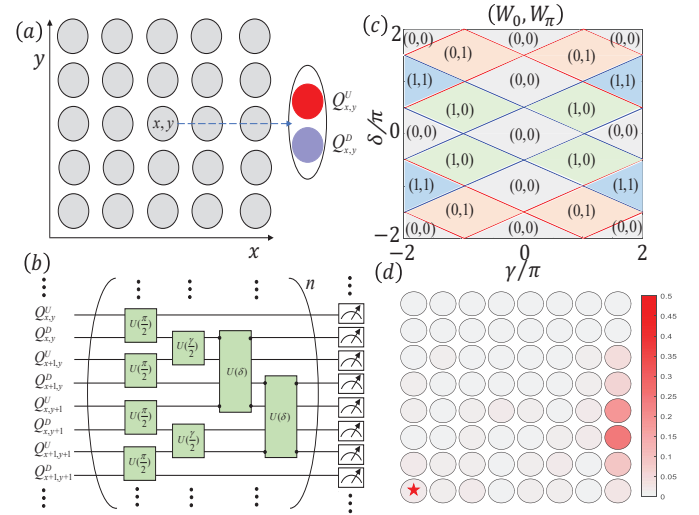 (a)
y
x, y
Q^U_{x,y}
Q^D_{x,y}
x
(b)
n
Q^U_{x,y}
Q^D_{x,y}
Q^U_{x+1,y}
Q^D_{x+1,y}
Q^U_{x,y+1}
Q^D_{x,y+1}
Q^U_{x+1,y+1}
Q^D_{x+1,y+1}
U(π/2)
U(π/2)
U(π/2)
U(π/2)
U(γ/2)
U(γ/2)
U(δ)
U(δ)
(c)
(W_0, W_π)
2
0
−2
δ/π
(0,0) (0,0) (0,0)
(0,1) (0,1)
(1,1) (0,0) (1,1)
(1,0) (1,0)
(0,0) (0,0) (0,0)
(1,0) (1,0)
(1,1) (0,0) (1,1)
(0,1) (0,1)
(0,0) (0,0) (0,0)
−2 0 2
γ/π
(d)
0.5
0.45
0.4
0.35
0.3
0.25
0.2
0.15
0.1
0.05
0